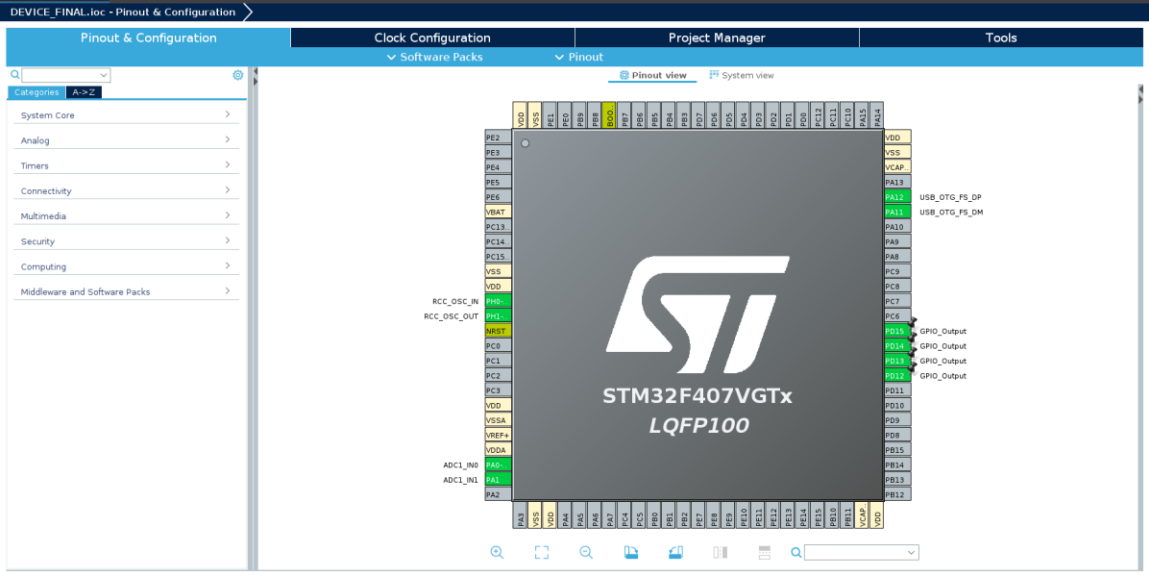 DEVICE_FINAL.ioc - Pinout & Configuration
Pinout & Configuration
Clock Configuration
Project Manager
Tools
Software Packs
Pinout
Categories
A->Z
System Core
Analog
Timers
Connectivity
Multimedia
Security
Computing
Middleware and Software Packs
Pinout view
System view
VDD
VSS
PE1
PE0
PB9
PB8
BOO..
PB7
PB6
PB5
PB4
PB3
PD7
PD6
PD5
PD4
PD3
PD2
PD1
PD0
PC12
PC11
PC10
PA15
PA14
PE2
PE3
PE4
PE5
PE6
VBAT
PC13..
PC14..
PC15..
VSS
VDD
RCC_OSC_IN PH0-..
RCC_OSC_OUT PH1-..
NRST
PC0
PC1
PC2
PC3
VDD
VSSA
VREF+
VDDA
ADC1_IN0 PA0-..
ADC1_IN1 PA1
PA2
ST
STM32F407VGTx
LQFP100
VDD
VSS
VCAP..
PA13
PA12 USB_OTG_FS_DP
PA11 USB_OTG_FS_DM
PA10
PA9
PA8
PC9
PC8
PC7
PC6
PD15 GPIO_Output
PD14 GPIO_Output
PD13 GPIO_Output
PD12 GPIO_Output
PD11
PD10
PD9
PD8
PB15
PB14
PB13
PB12
PA3
VSS
VDD
PA4
PA5
PA6
PA7
PC4
PC5
PB0
PB1
PB2
PE7
PE8
PE9
PE10
PE11
PE12
PE13
PE14
PE15
PB10
PB11
VCAP..
VDD